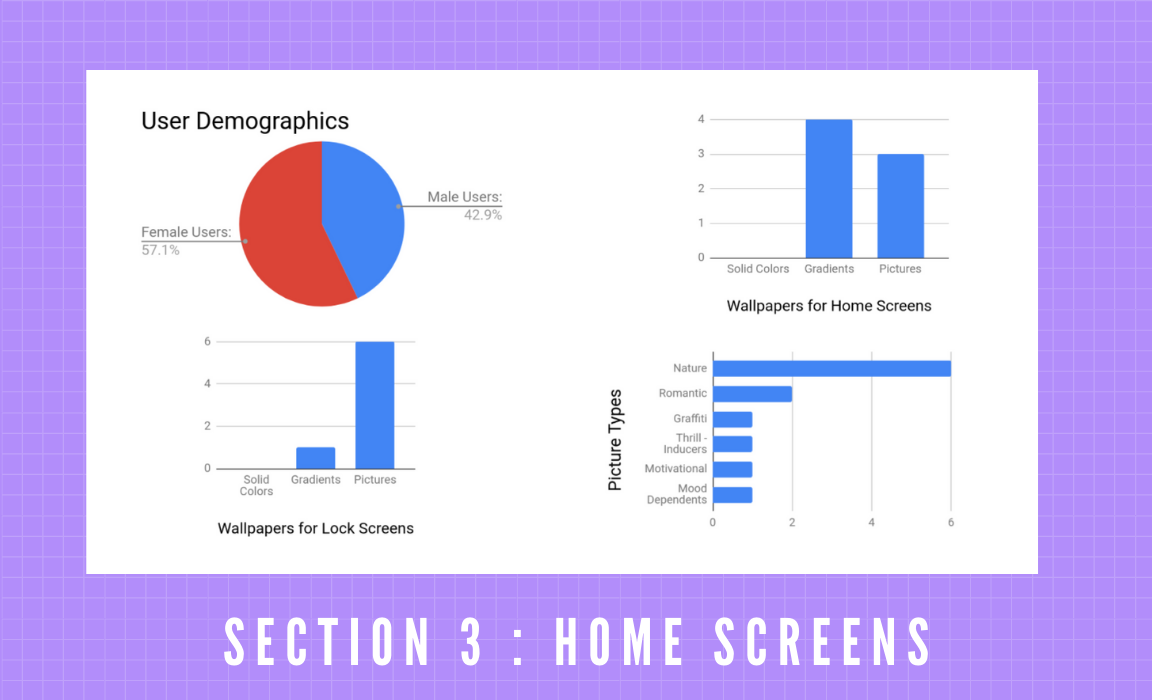 User Demographics
Male Users:
42.9%
Female Users:
57.1%
4
3
2
1
0
Solid Colors Gradients Pictures
Wallpapers for Home Screens
6
4
2
0
Solid
Colors
Gradients Pictures
Wallpapers for Lock Screens
Picture Types
Nature
Romantic
Graffiti
Thrill -
Inducers
Motivational
Mood
Dependents
0 2 4 6
SECTION 3 : HOME SCREENS